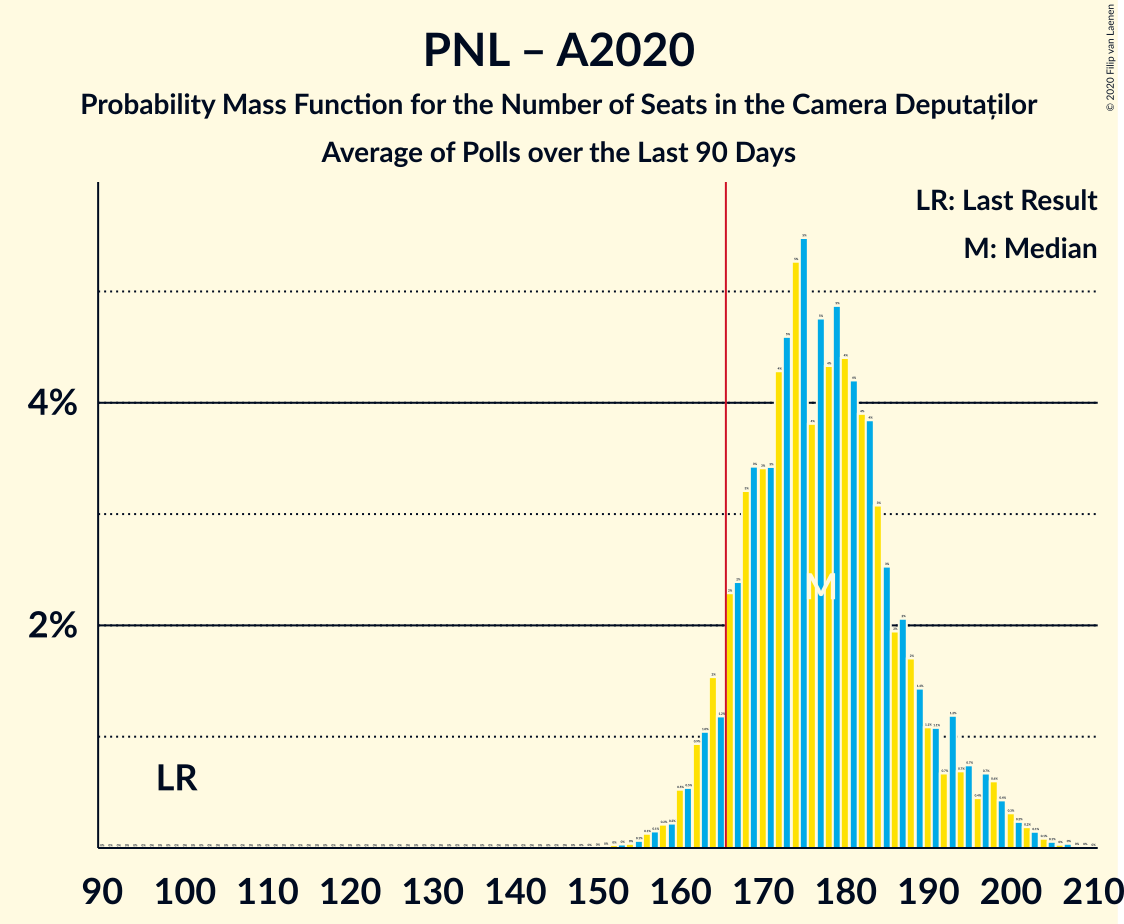 PNL – A2020
Probability Mass Function for the Number of Seats in the Camera Deputaților
Average of Polls over the Last 90 Days
© 2020 Filip van Laenen
LR: Last Result
M: Median
4%
2%
LR
M
90 100 110 120 130 140 150 160 170 180 190 200 210